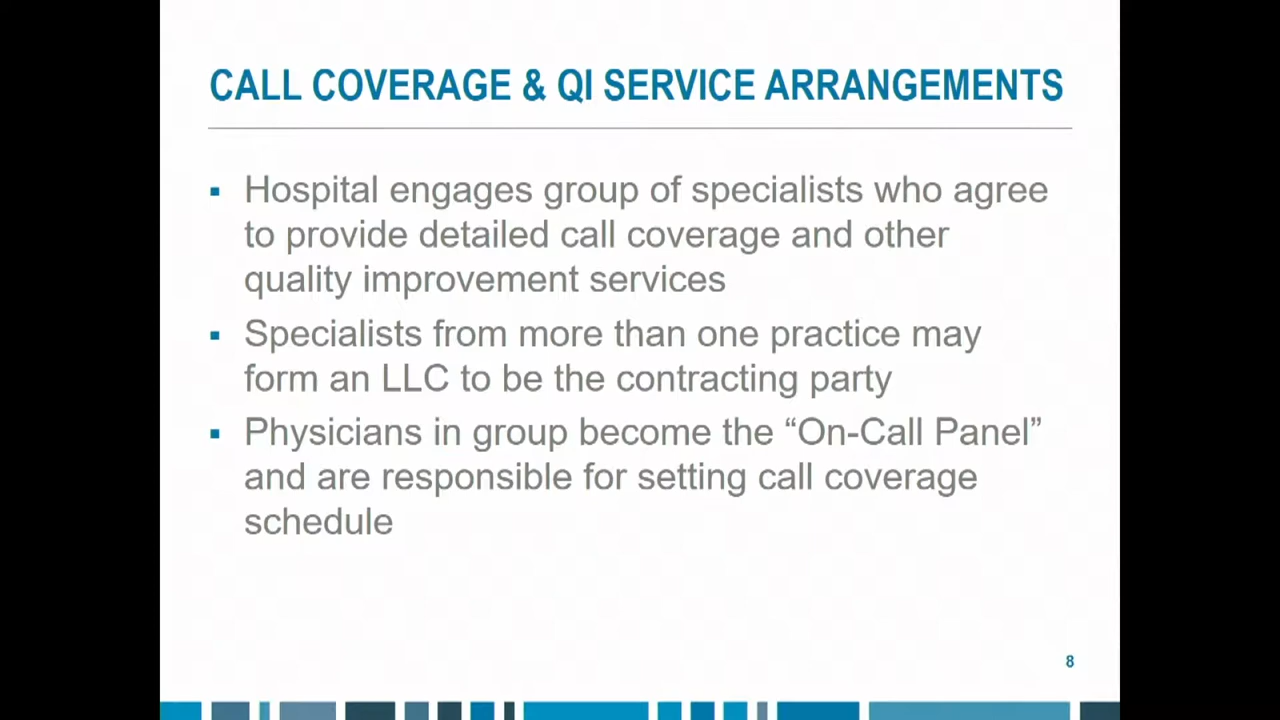 CALL COVERAGE & QI SERVICE ARRANGEMENTS
▪ Hospital engages group of specialists who agree
to provide detailed call coverage and other
quality improvement services
▪ Specialists from more than one practice may
form an LLC to be the contracting party
▪ Physicians in group become the “On-Call Panel”
and are responsible for setting call coverage
schedule
8